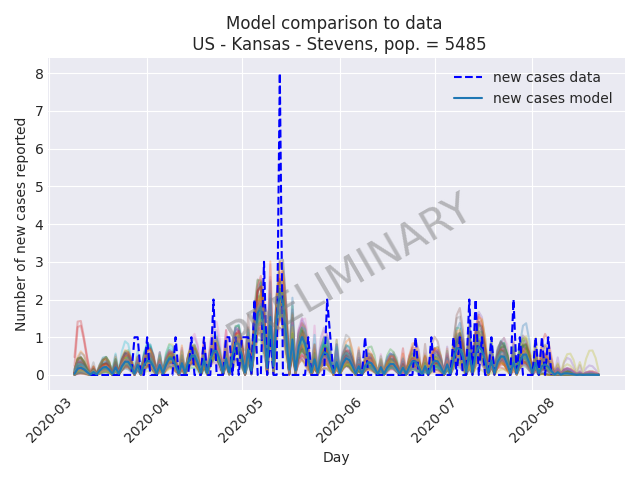 Model comparison to data
US - Kansas - Stevens, pop. = 5485
new cases data
new cases model
PRELIMINARY
Number of new cases reported
8
7
6
5
4
3
2
1
0
2020-03
2020-04
2020-05
2020-06
2020-07
2020-08
Day